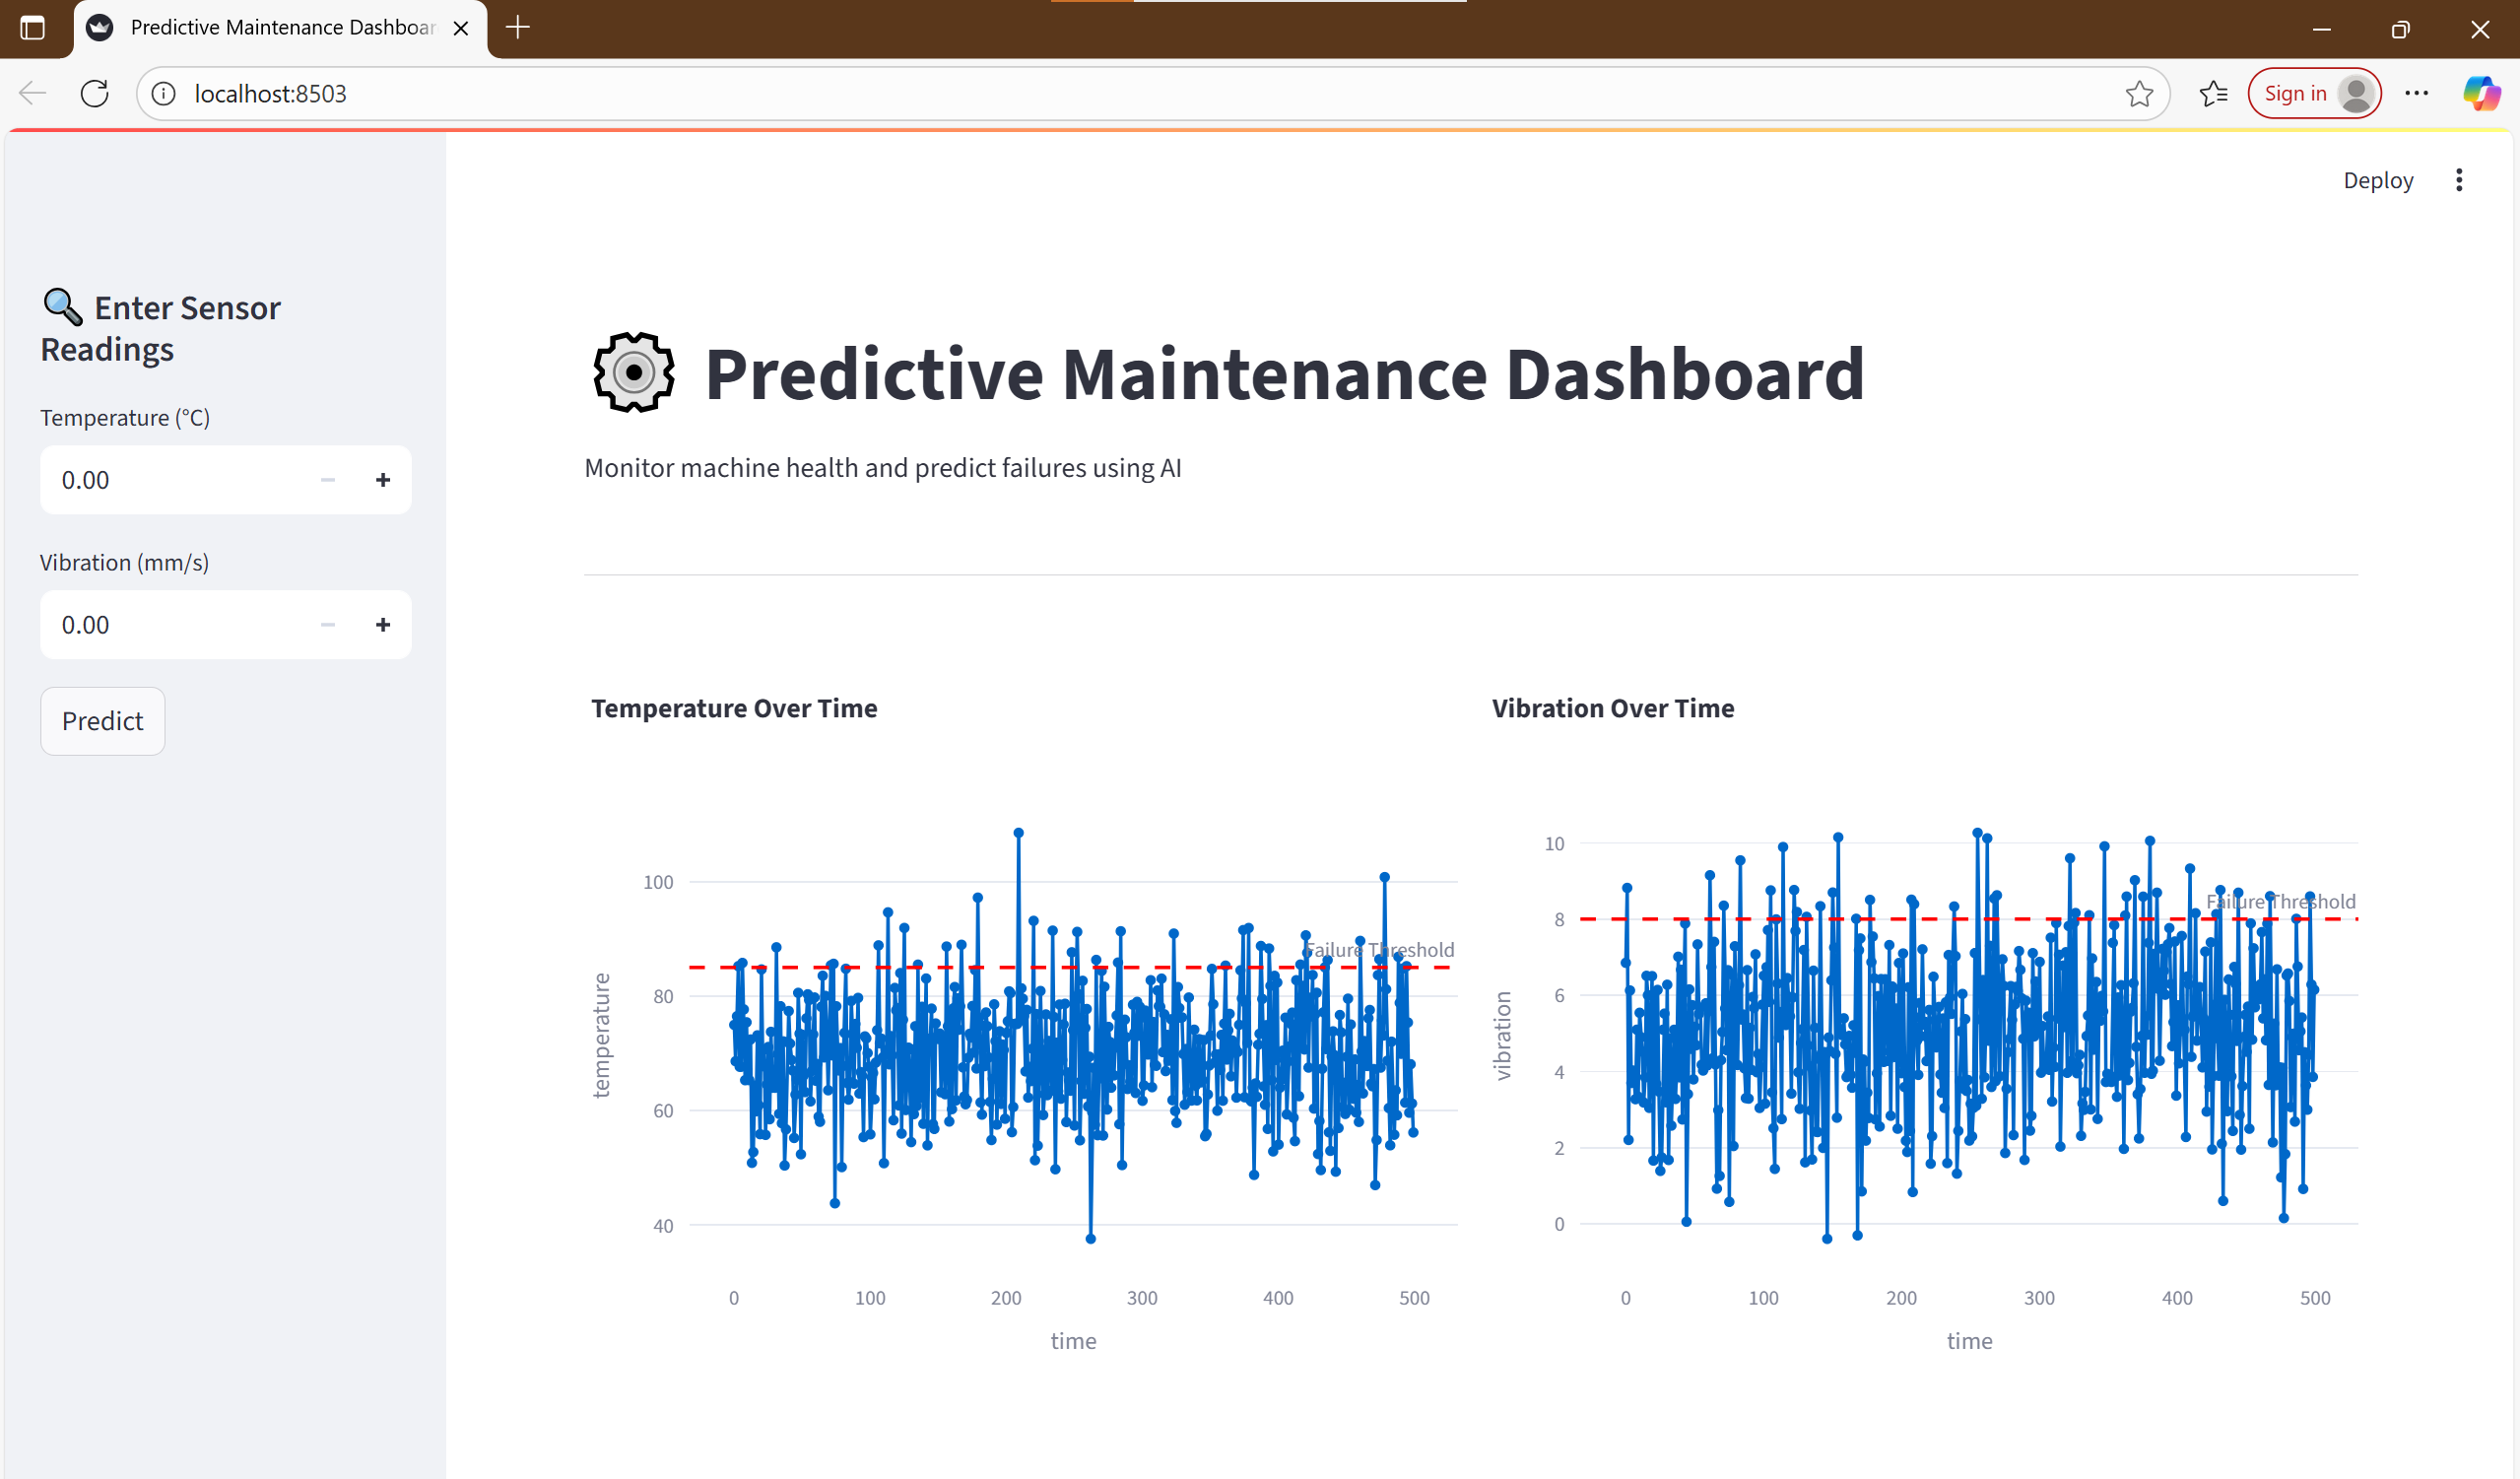 Predictive Maintenance Dashboar
localhost:8503
Sign in
Deploy
Enter Sensor
Readings
Temperature (°C)
0.00
Vibration (mm/s)
0.00
Predict
Predictive Maintenance Dashboard
Monitor machine health and predict failures using AI
Temperature Over Time
100
80
60
40
temperature
Failure Threshold
0 100 200 300 400 500
time
Vibration Over Time
10
8
6
4
2
0
vibration
Failure Threshold
0 100 200 300 400 500
time